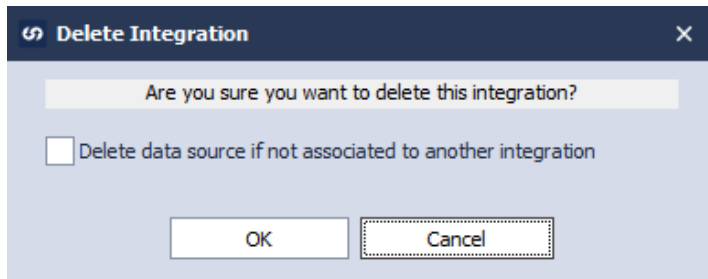 Delete Integration
Are you sure you want to delete this integration?
Delete data source if not associated to another integration
OK Cancel